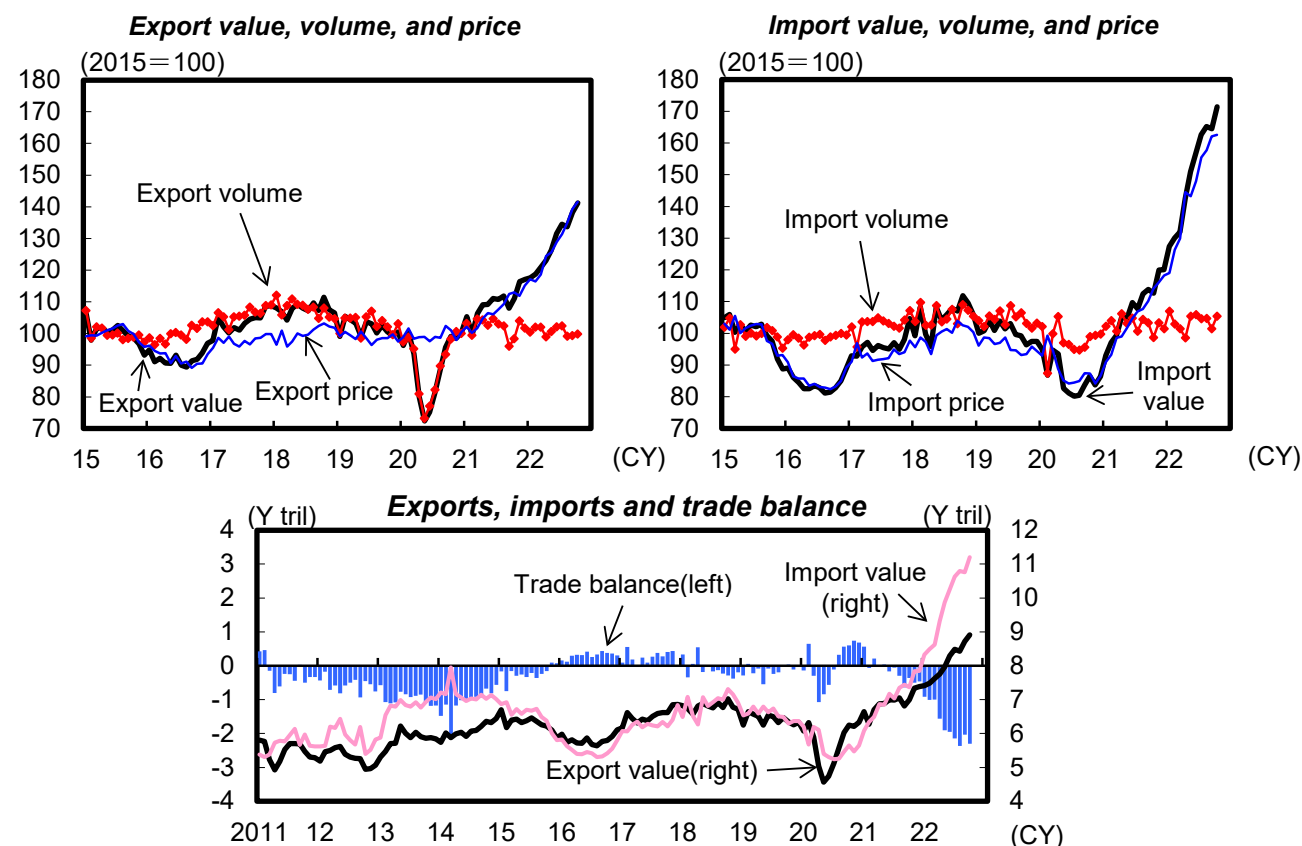 Export value, volume, and price
(2015＝100)
180
170
160
150
140
130
120
110
100
90
80
70
Export volume
Export value
Export price
15 16 17 18 19 20 21 22 (CY)
Import value, volume, and price
(2015＝100)
180
170
160
150
140
130
120
110
100
90
80
70
Import volume
Import price
Import
value
15 16 17 18 19 20 21 22 (CY)
Exports, imports and trade balance
(Y tril)
(Y tril)
4
3
2
1
0
-1
-2
-3
-4
Trade balance(left)
Import value
(right)
Export value(right)
12
11
10
9
8
7
6
5
4
2011 12 13 14 15 16 17 18 19 20 21 22 (CY)